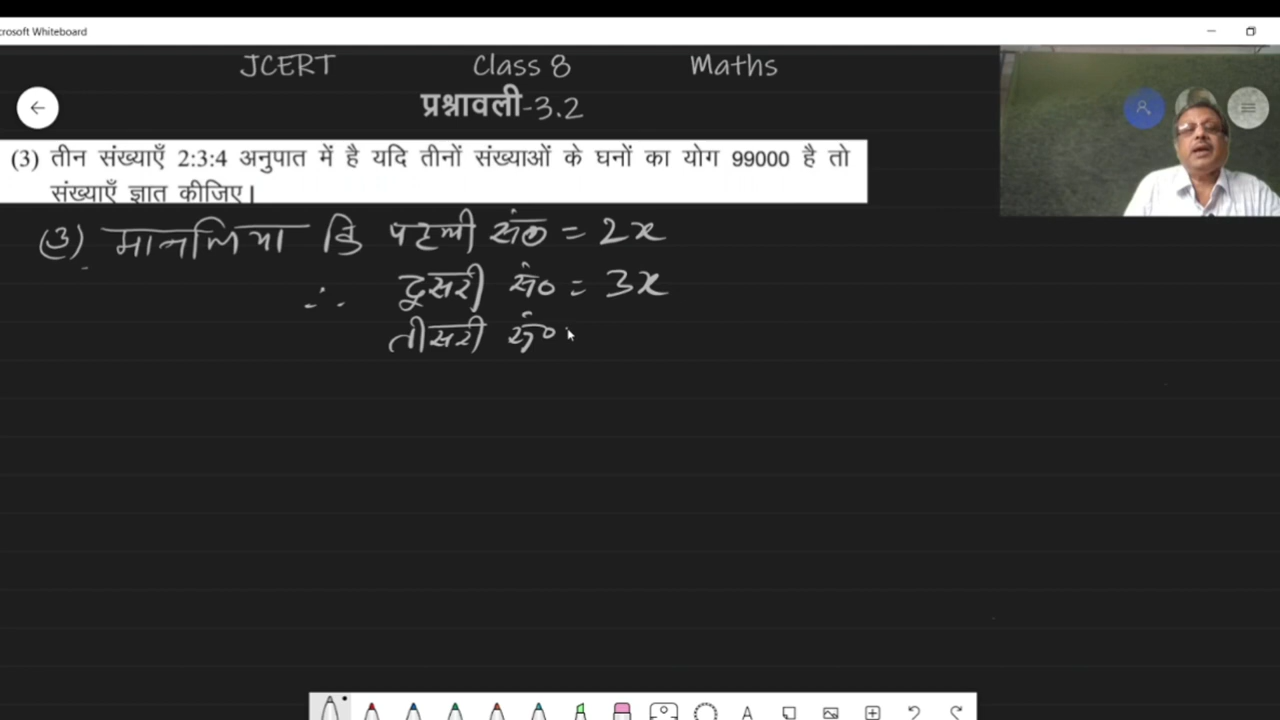 crosoft Whiteboard
JCERT Class 8 Maths
प्रश्नावली-3.2
(3) तीन संख्याएँ 2:3:4 अनुपात में है यदि तीनों संख्याओं के घनों का योग 99000 है तो
संख्याएँ ज्ञात कीजिए।
(3) मानलिया कि पहली सं० = 2x
∴ दुसरी सं० = 3x
तीसरी सं०
A